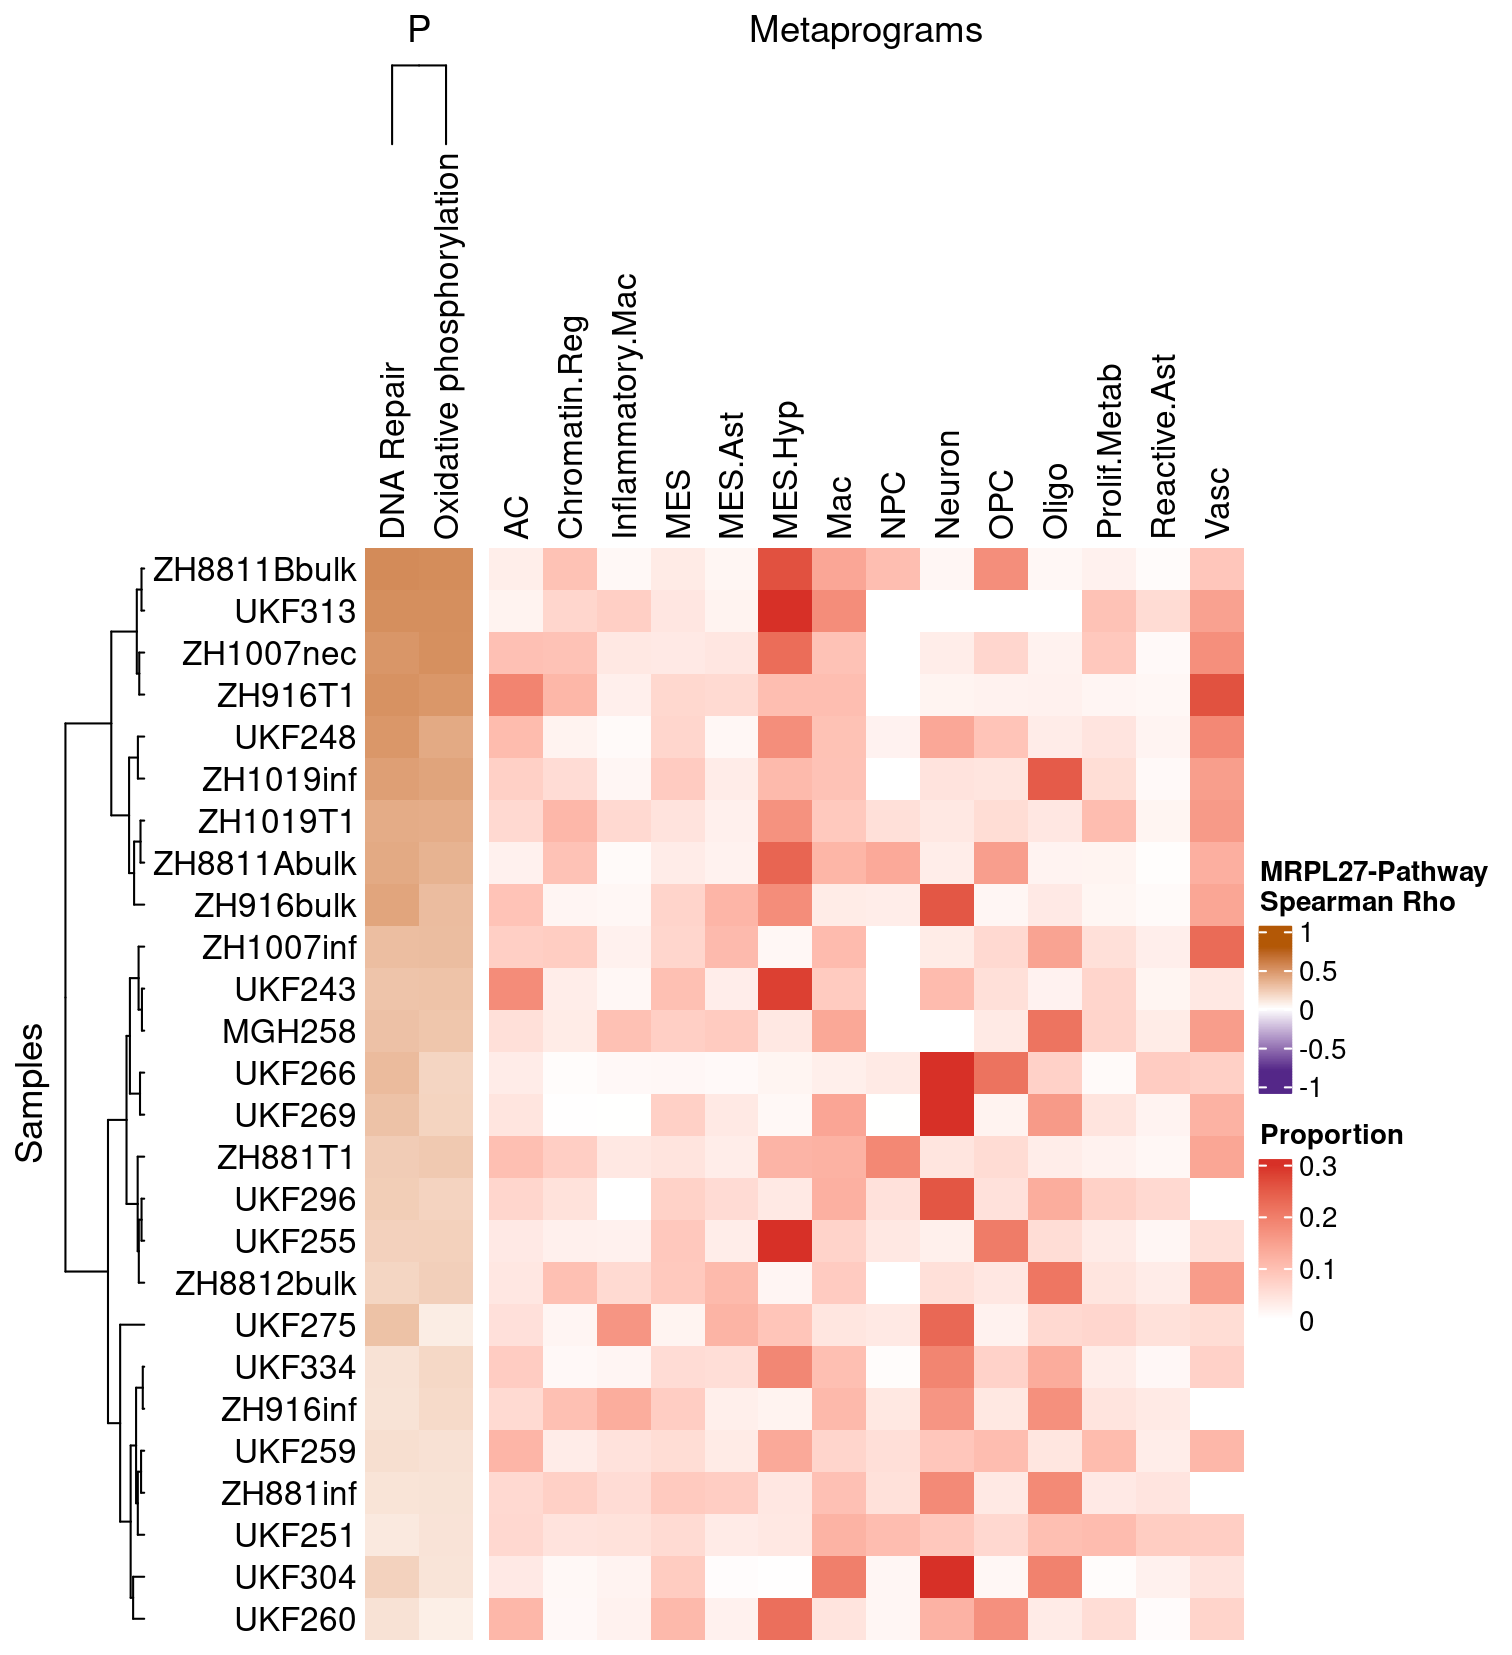 P
Metaprograms
DNA Repair
Oxidative phosphorylation
AC
Chromatin.Reg
Inflammatory.Mac
MES
MES.Ast
MES.Hyp
Mac
NPC
Neuron
OPC
Oligo
Prolif.Metab
Reactive.Ast
Vasc
Samples
ZH8811Bbulk
UKF313
ZH1007nec
ZH916T1
UKF248
ZH1019inf
ZH1019T1
ZH8811Abulk
ZH916bulk
ZH1007inf
UKF243
MGH258
UKF266
UKF269
ZH881T1
UKF296
UKF255
ZH8812bulk
UKF275
UKF334
ZH916inf
UKF259
ZH881inf
UKF251
UKF304
UKF260
MRPL27-Pathway
Spearman Rho
1
0.5
0
-0.5
-1
Proportion
0.3
0.2
0.1
0